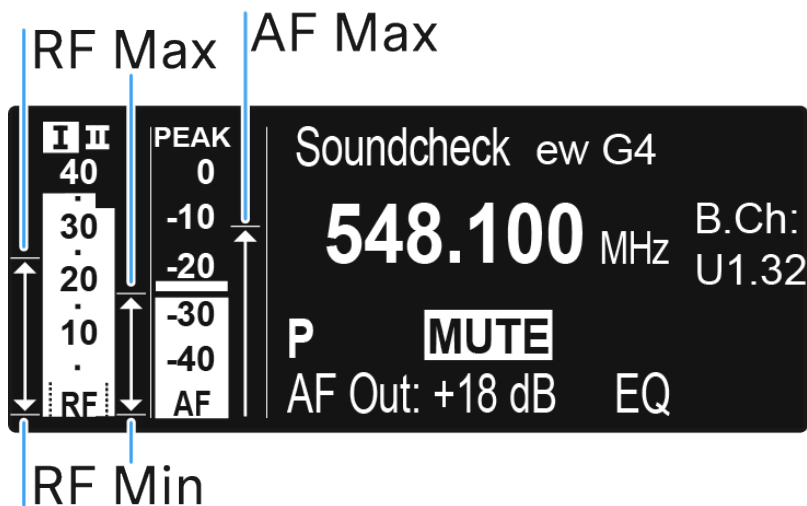 RF Max
AF Max
I II
PEAK
40
30
20
10
RF
0
-10
-20
-30
-40
AF
Soundcheck ew G4
548.100 MHz
B.Ch:
U1.32
P MUTE
AF Out: +18 dB EQ
RF Min